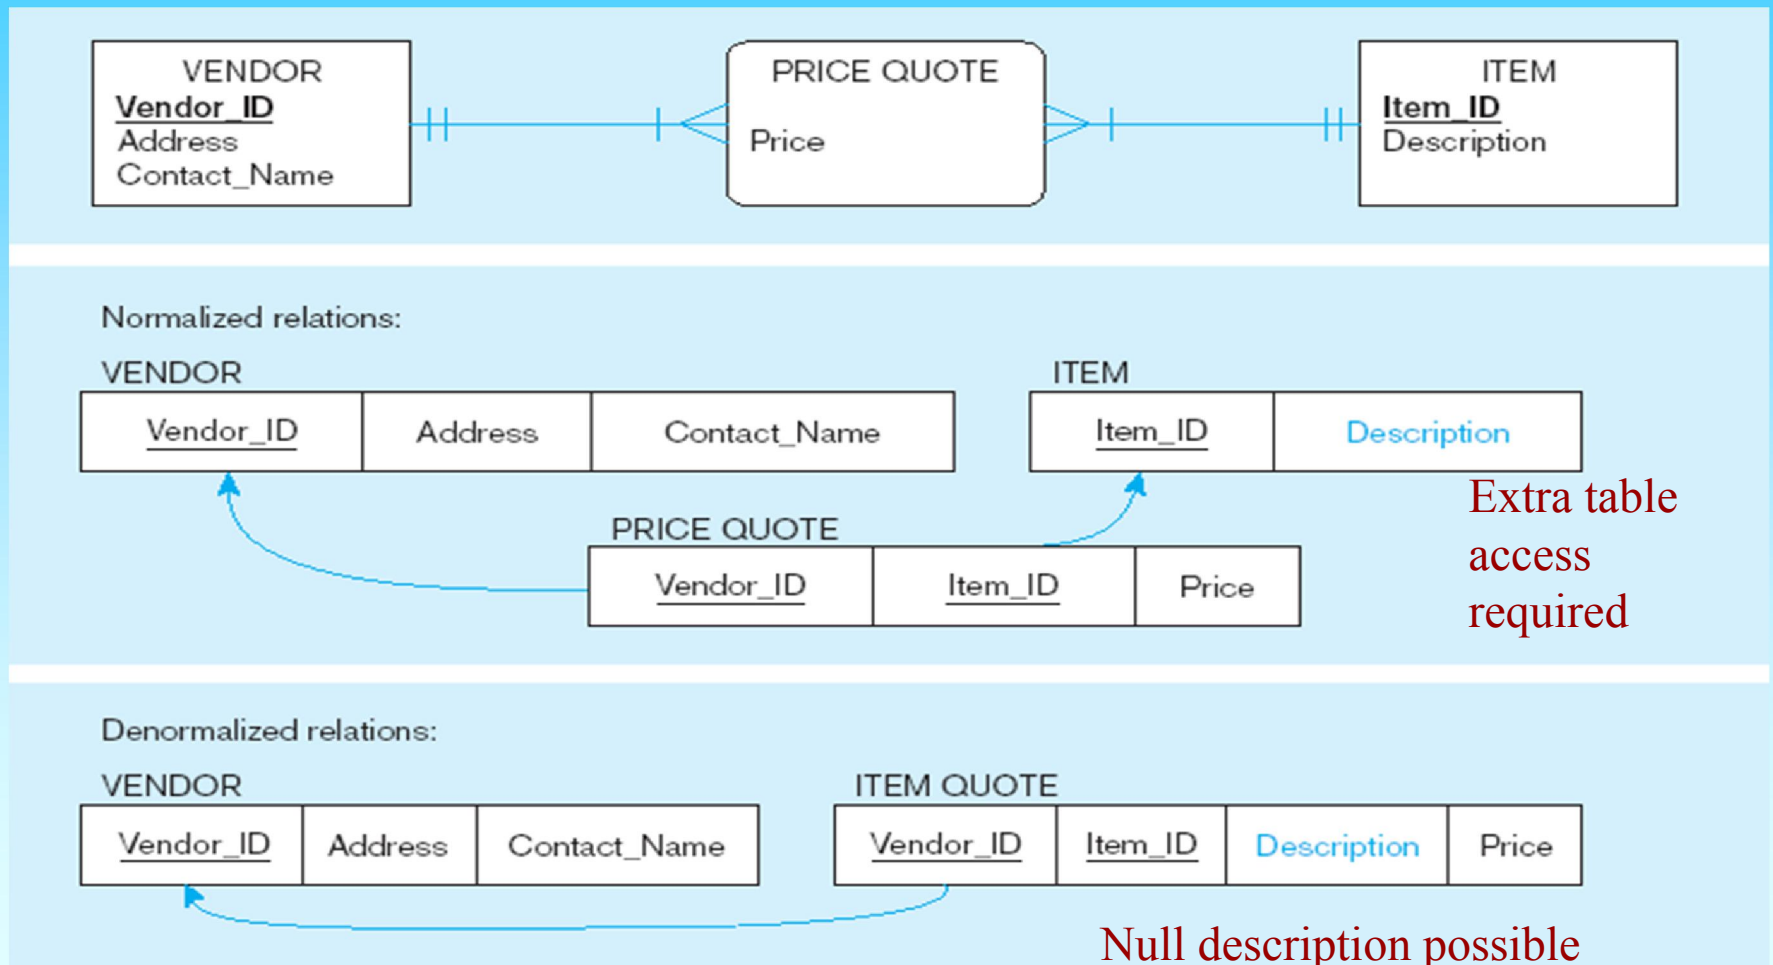 VENDOR
Vendor_ID
Address
Contact_Name
PRICE QUOTE
Price
ITEM
Item_ID
Description
Normalized relations:
VENDOR
Vendor_ID Address Contact_Name
ITEM
Item_ID Description
Extra table
access
required
PRICE QUOTE
Vendor_ID Item_ID Price
Denormalized relations:
VENDOR
Vendor_ID Address Contact_Name
ITEM QUOTE
Vendor_ID Item_ID Description Price
Null description possible